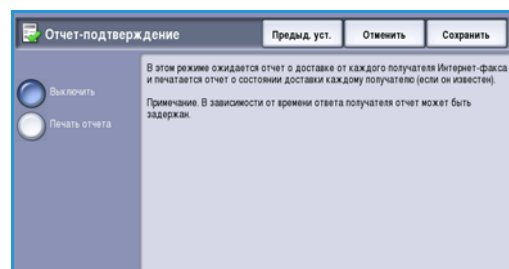 Отчет-подтверждение
Предыд. уст.
Отменить
Сохранить
Выключить
Печать отчета
В этом режиме ожидается отчет о доставке от каждого получателя Интернет-факса
и печатается отчет о состоянии доставки каждому получателю (если он известен).
Примечание. В зависимости от времени ответа получателя отчет может быть
задержан.